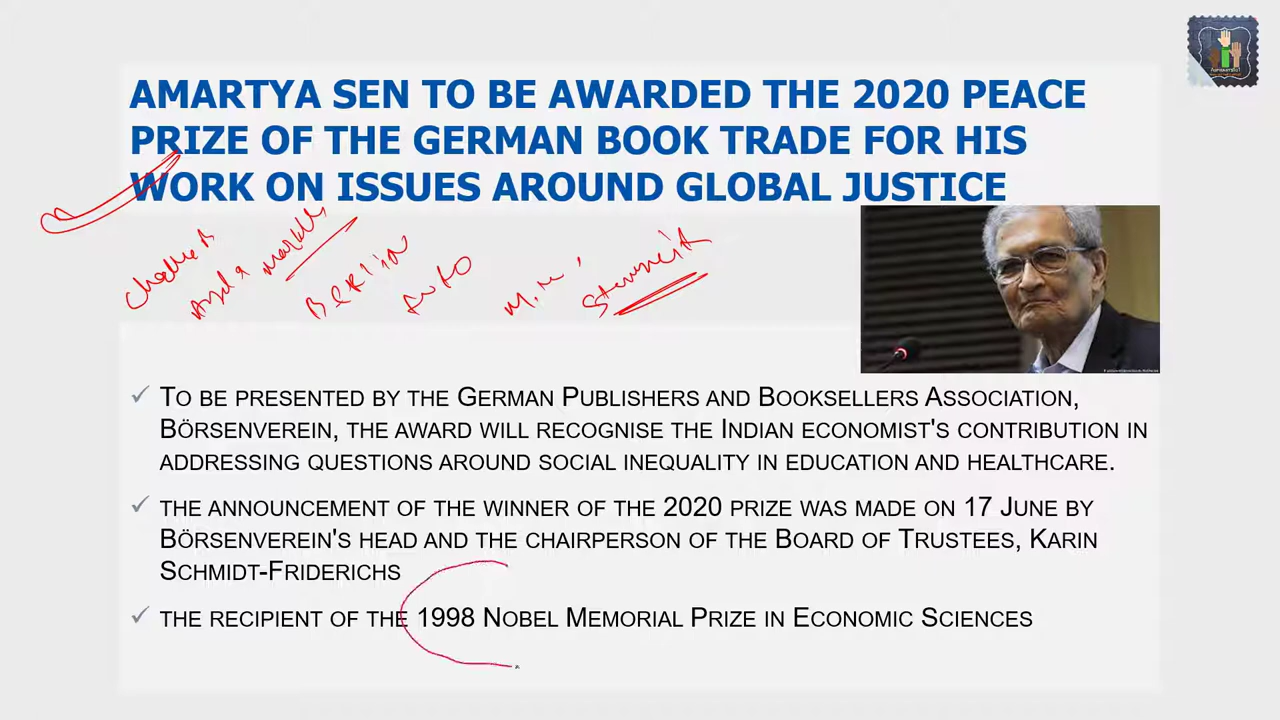 AMARTYA SEN TO BE AWARDED THE 2020 PEACE
PRIZE OF THE GERMAN BOOK TRADE FOR HIS
WORK ON ISSUES AROUND GLOBAL JUSTICE
Berlin
euro
TO BE PRESENTED BY THE GERMAN PUBLISHERS AND BOOKSELLERS ASSOCIATION,
BÖRSENVEREIN, THE AWARD WILL RECOGNISE THE INDIAN ECONOMIST'S CONTRIBUTION IN
ADDRESSING QUESTIONS AROUND SOCIAL INEQUALITY IN EDUCATION AND HEALTHCARE.
THE ANNOUNCEMENT OF THE WINNER OF THE 2020 PRIZE WAS MADE ON 17 JUNE BY
BÖRSENVEREIN'S HEAD AND THE CHAIRPERSON OF THE BOARD OF TRUSTEES, KARIN
SCHMIDT-FRIDERICHS
THE RECIPIENT OF THE 1998 NOBEL MEMORIAL PRIZE IN ECONOMIC SCIENCES